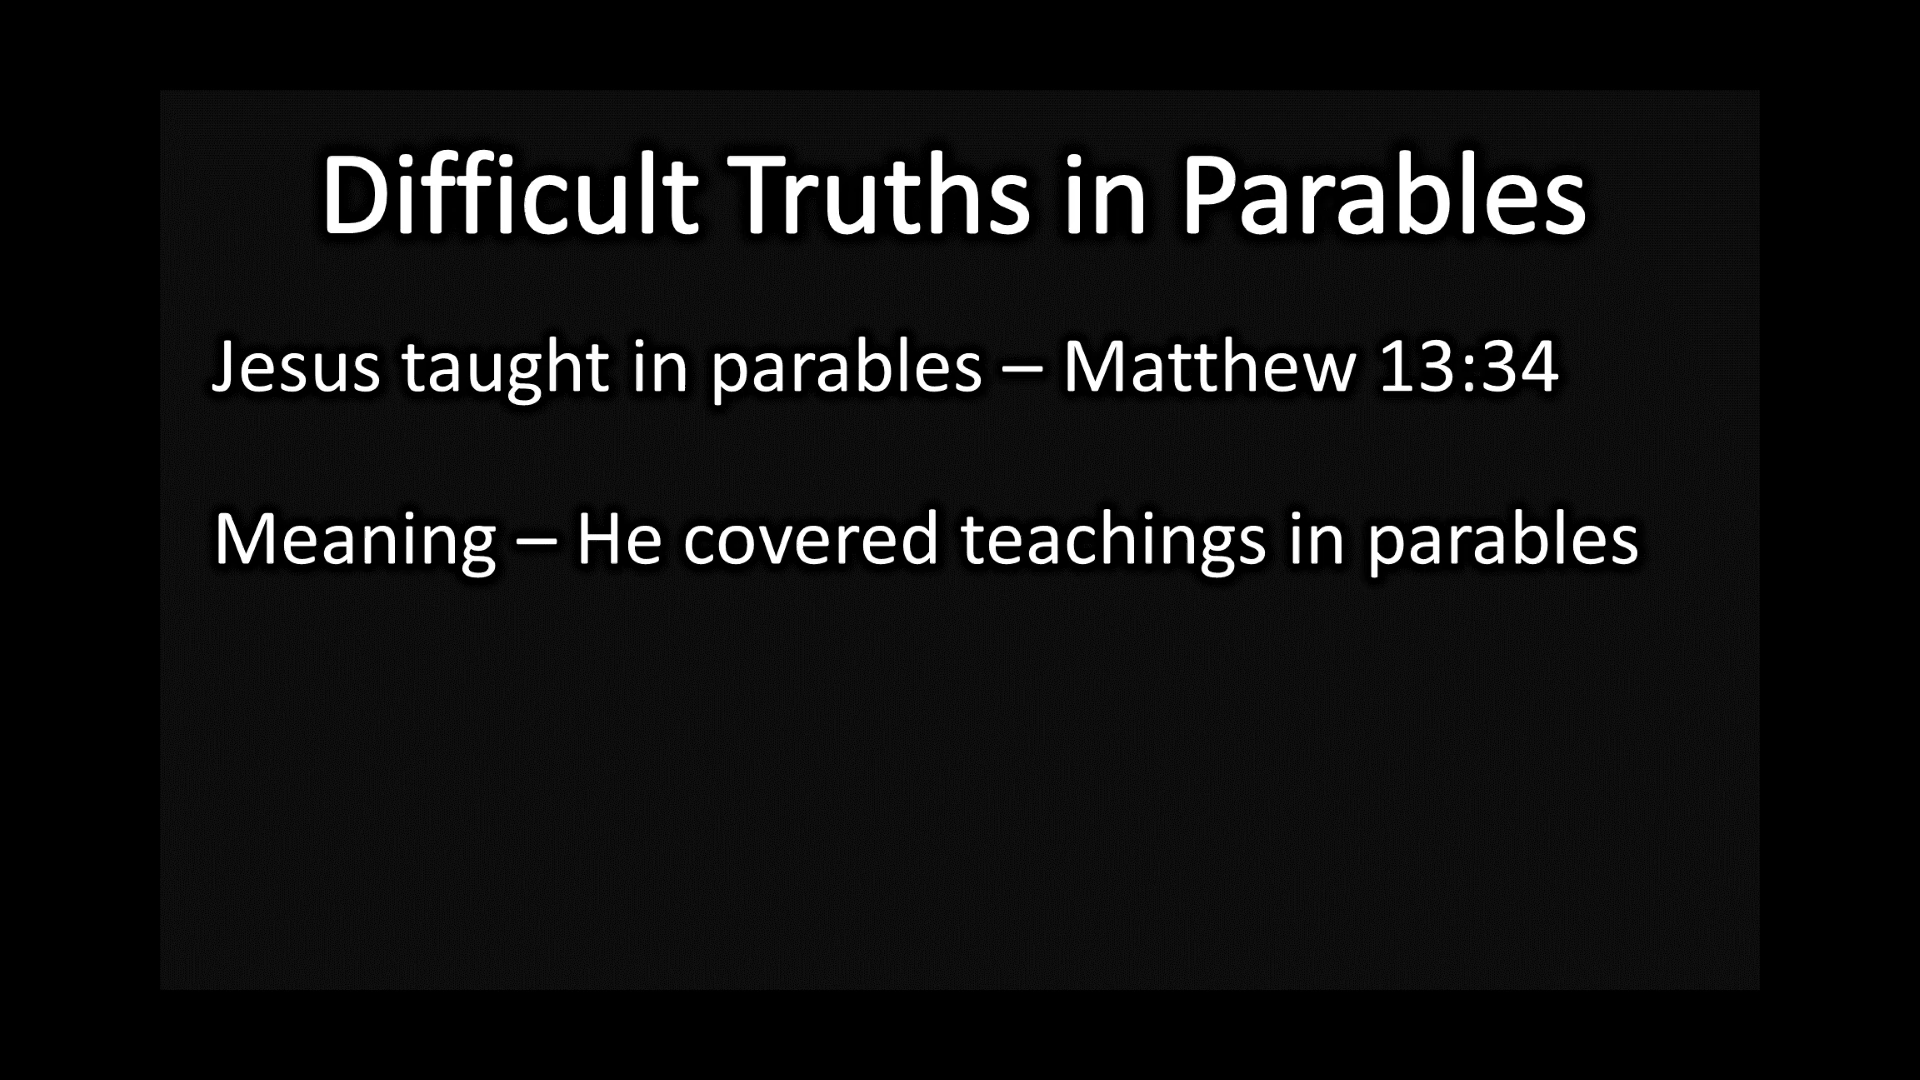 Difficult Truths in Parables
Jesus taught in parables – Matthew 13:34
Meaning – He covered teachings in parables